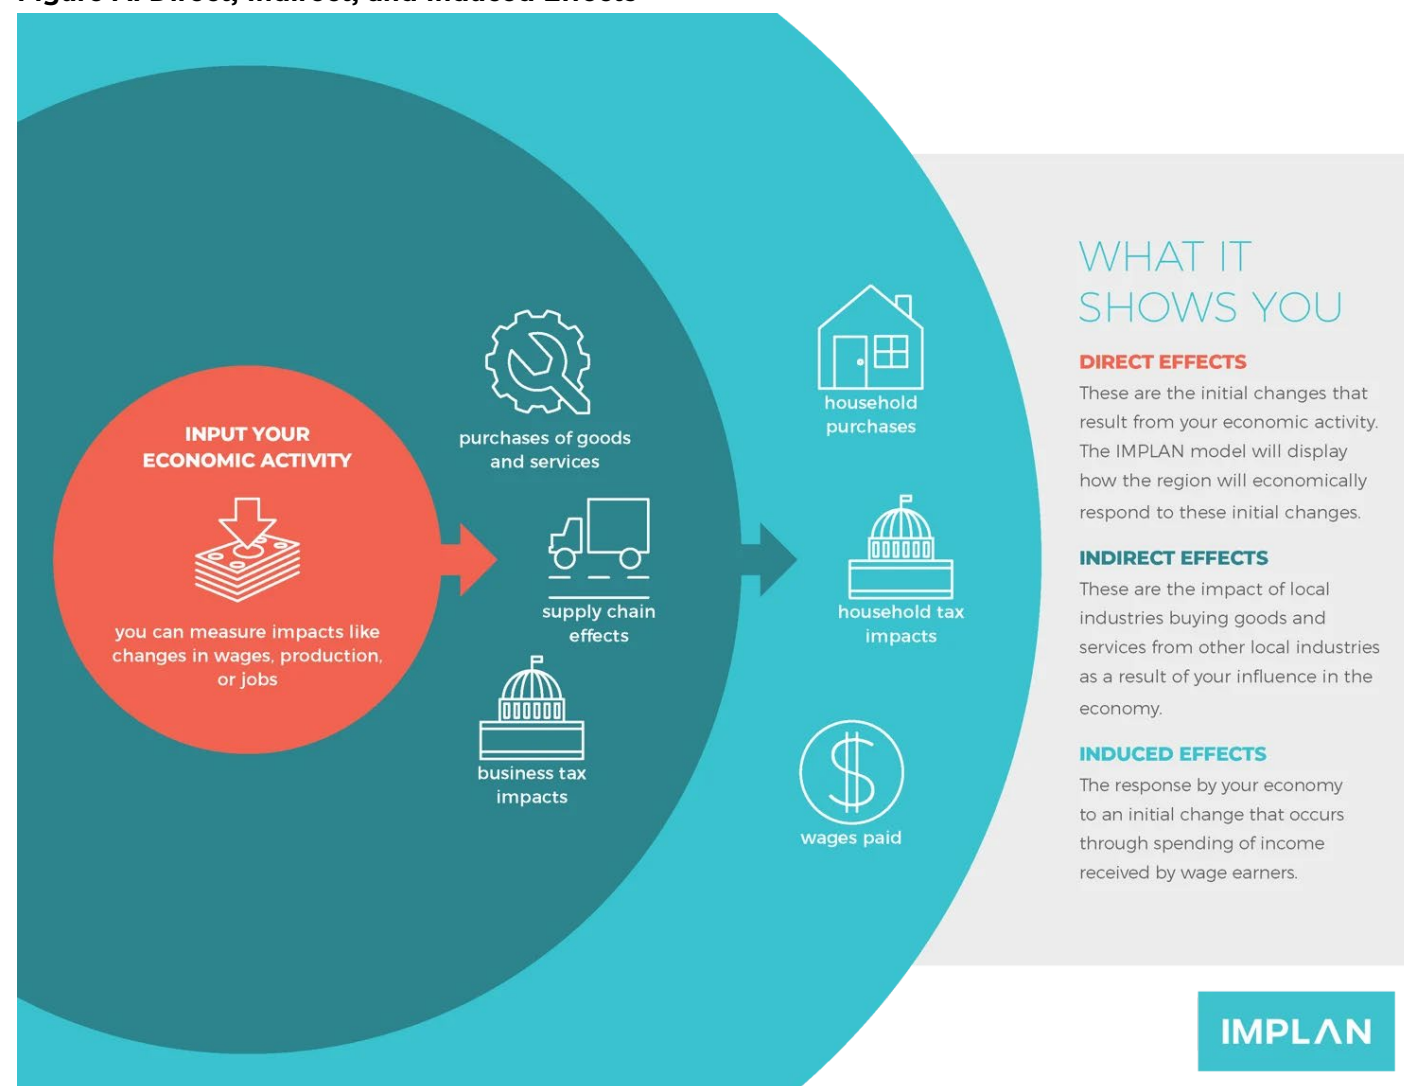 INPUT YOUR
ECONOMIC ACTIVITY
you can measure impacts like
changes in wages, production,
or jobs
purchases of goods
and services
supply chain
effects
business tax
impacts
household
purchases
household tax
impacts
wages paid
WHAT IT
SHOWS YOU
DIRECT EFFECTS
These are the initial changes that
result from your economic activity.
The IMPLAN model will display
how the region will economically
respond to these initial changes.
INDIRECT EFFECTS
These are the impact of local
industries buying goods and
services from other local industries
as a result of your influence in the
economy.
INDUCED EFFECTS
The response by your economy
to an initial change that occurs
through spending of income
received by wage earners.
IMPLAN